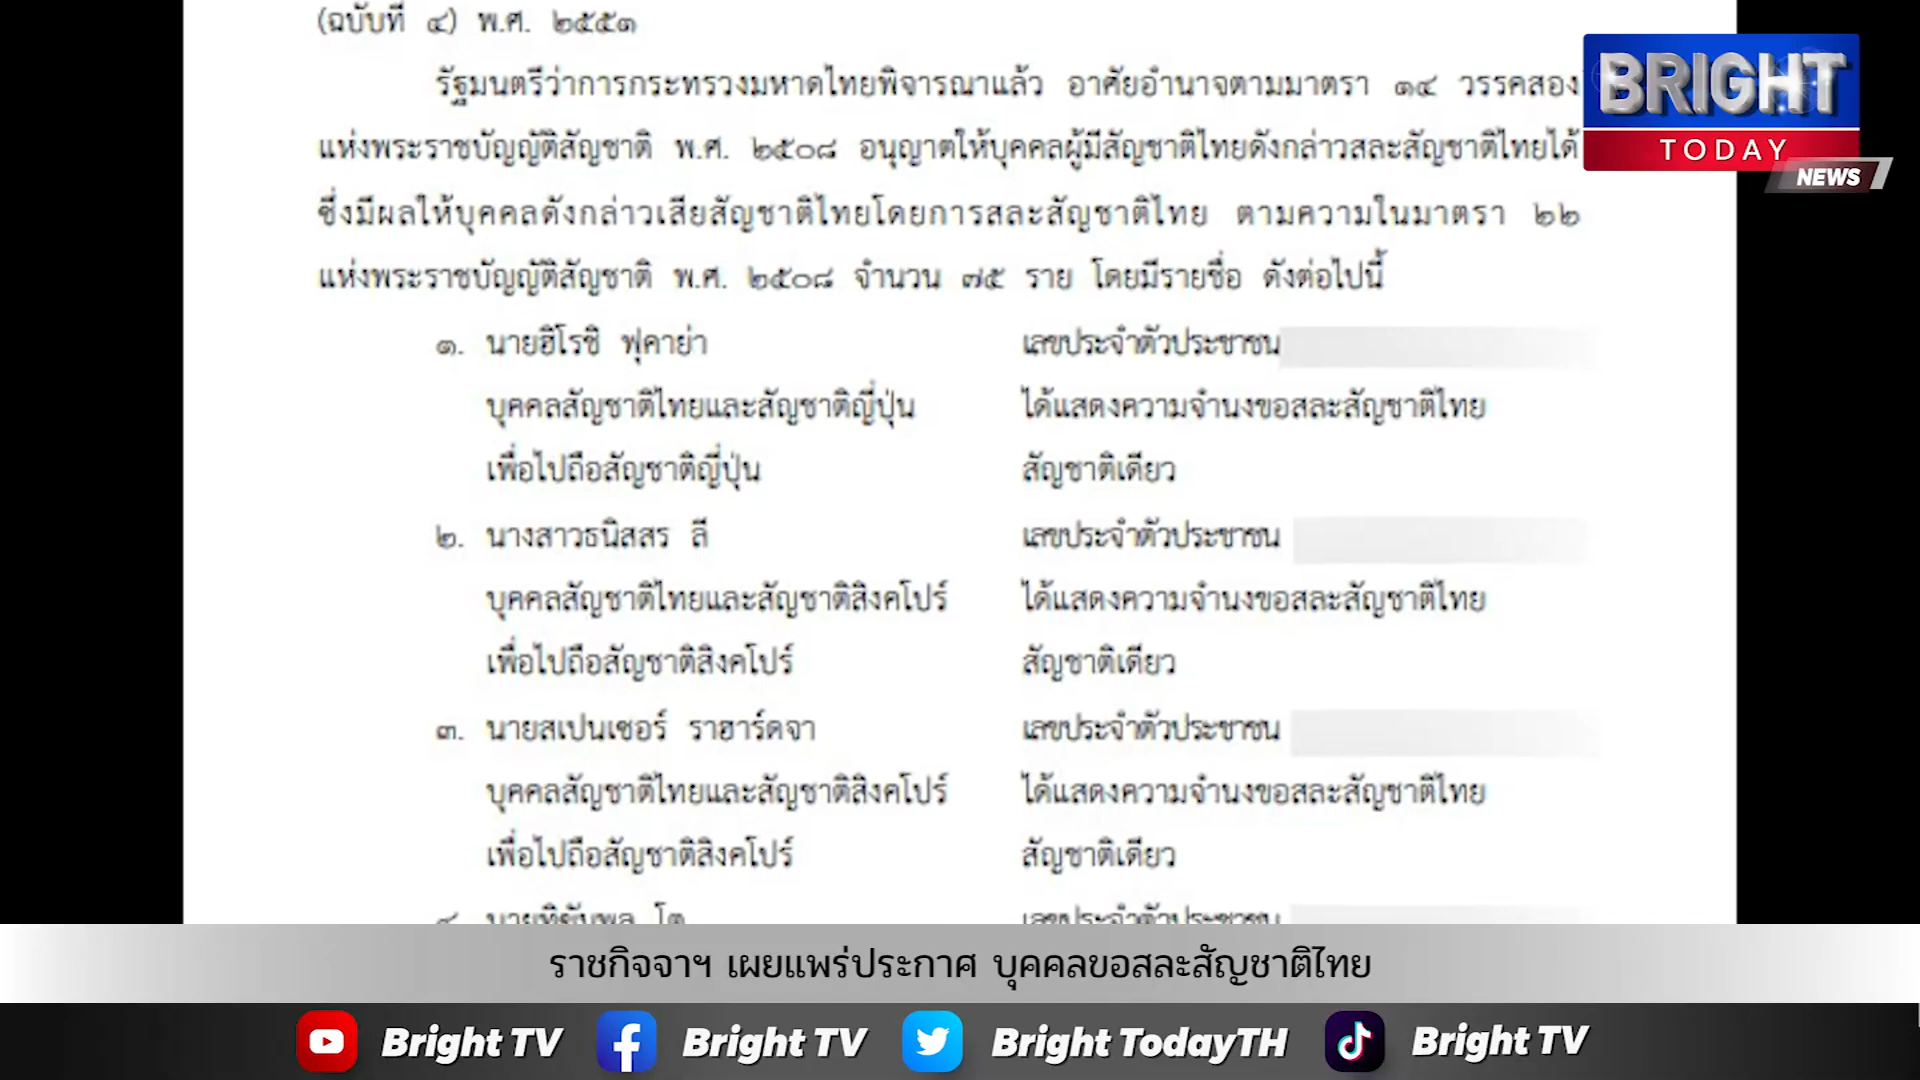 (ฉบับที่ ๔) พ.ศ. ๒๕๕๑
รัฐมนตรีว่าการกระทรวงมหาดไทยพิจารณาแล้ว อาศัยอำนาจตามมาตรา ๑๔ วรรคสอง
แห่งพระราชบัญญัติสัญชาติ พ.ศ. ๒๕๐๘ อนุญาตให้บุคคลผู้มีสัญชาติไทยดังกล่าวสละสัญชาติไทยได้
ซึ่งมีผลให้บุคคลดังกล่าวเสียสัญชาติไทยโดยการสละสัญชาติไทย ตามความในมาตรา ๒๒
แห่งพระราชบัญญัติสัญชาติ พ.ศ. ๒๕๐๘ จำนวน ๗๕ ราย โดยมีรายชื่อ ดังต่อไปนี้
๑. นายฮิโรชิ ฟุคาย่า เลขประจำตัวประชาชน
บุคคลสัญชาติไทยและสัญชาติญี่ปุ่น ได้แสดงความจำนงขอสละสัญชาติไทย
เพื่อไปถือสัญชาติญี่ปุ่น สัญชาติเดียว
๒. นางสาวธนิสสร ลี เลขประจำตัวประชาชน
บุคคลสัญชาติไทยและสัญชาติสิงคโปร์ ได้แสดงความจำนงขอสละสัญชาติไทย
เพื่อไปถือสัญชาติสิงคโปร์ สัญชาติเดียว
๓. นายสเปนเซอร์ ราฮาร์ดจา เลขประจำตัวประชาชน
บุคคลสัญชาติไทยและสัญชาติสิงคโปร์ ได้แสดงความจำนงขอสละสัญชาติไทย
เพื่อไปถือสัญชาติสิงคโปร์ สัญชาติเดียว
๔. เลขประจำตัวประชาชน
BRIGHT
TODAY
NEWS
ราชกิจจาฯ เผยแพร่ประกาศ บุคคลขอสละสัญชาติไทย
Bright TV Bright TV Bright TodayTH Bright TV